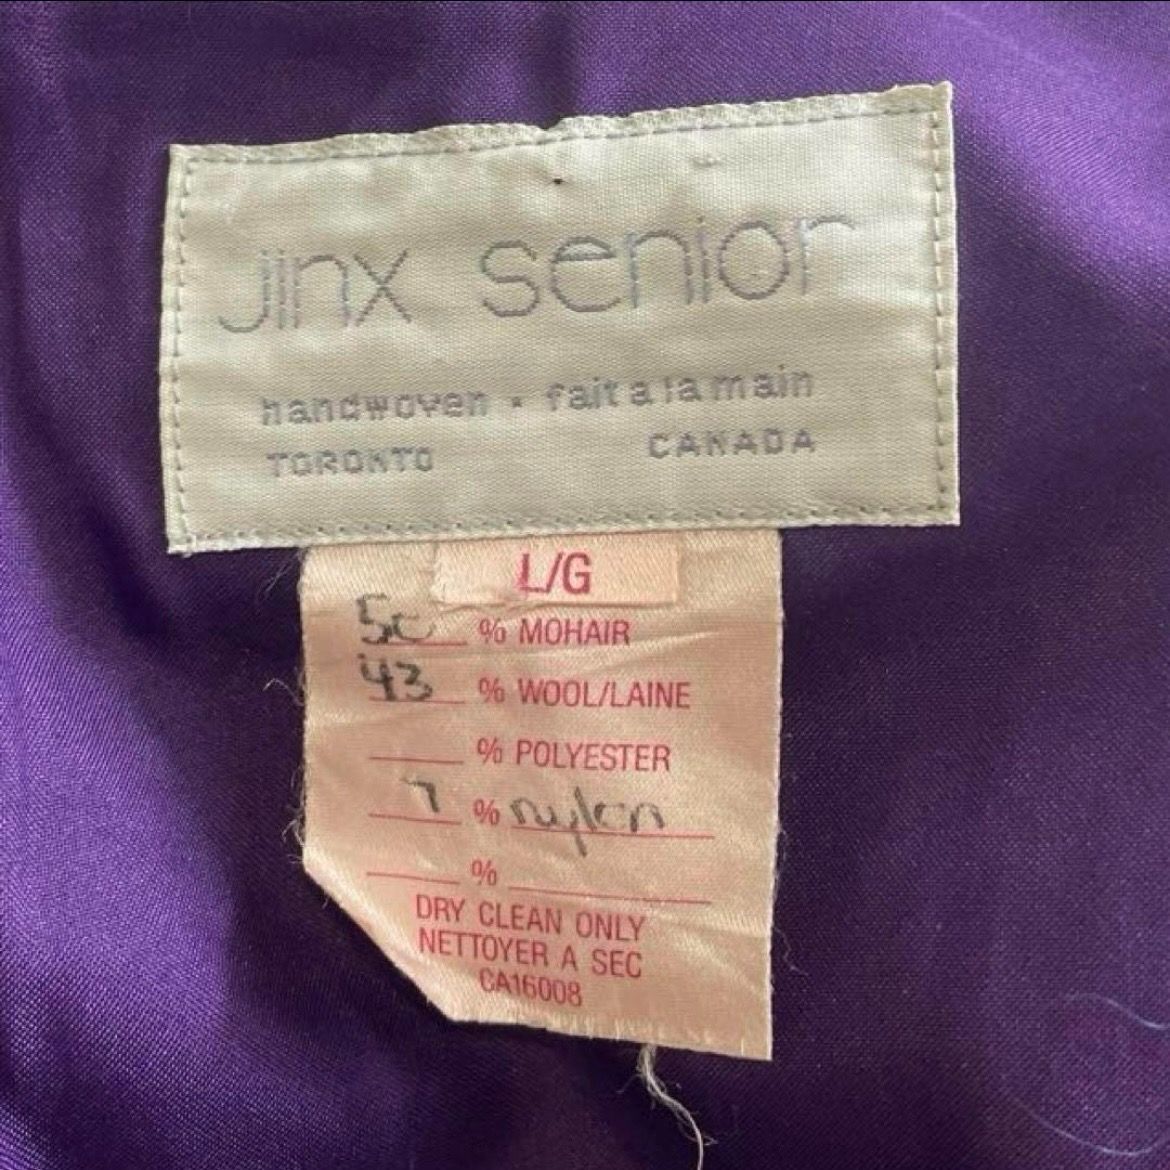 jinx senior
handwoven · fait a la main
TORONTO CANADA
L/G
50 % MOHAIR
43 % WOOL/LAINE
% POLYESTER
7 % nylon
%
DRY CLEAN ONLY
NETTOYER A SEC
CA16008